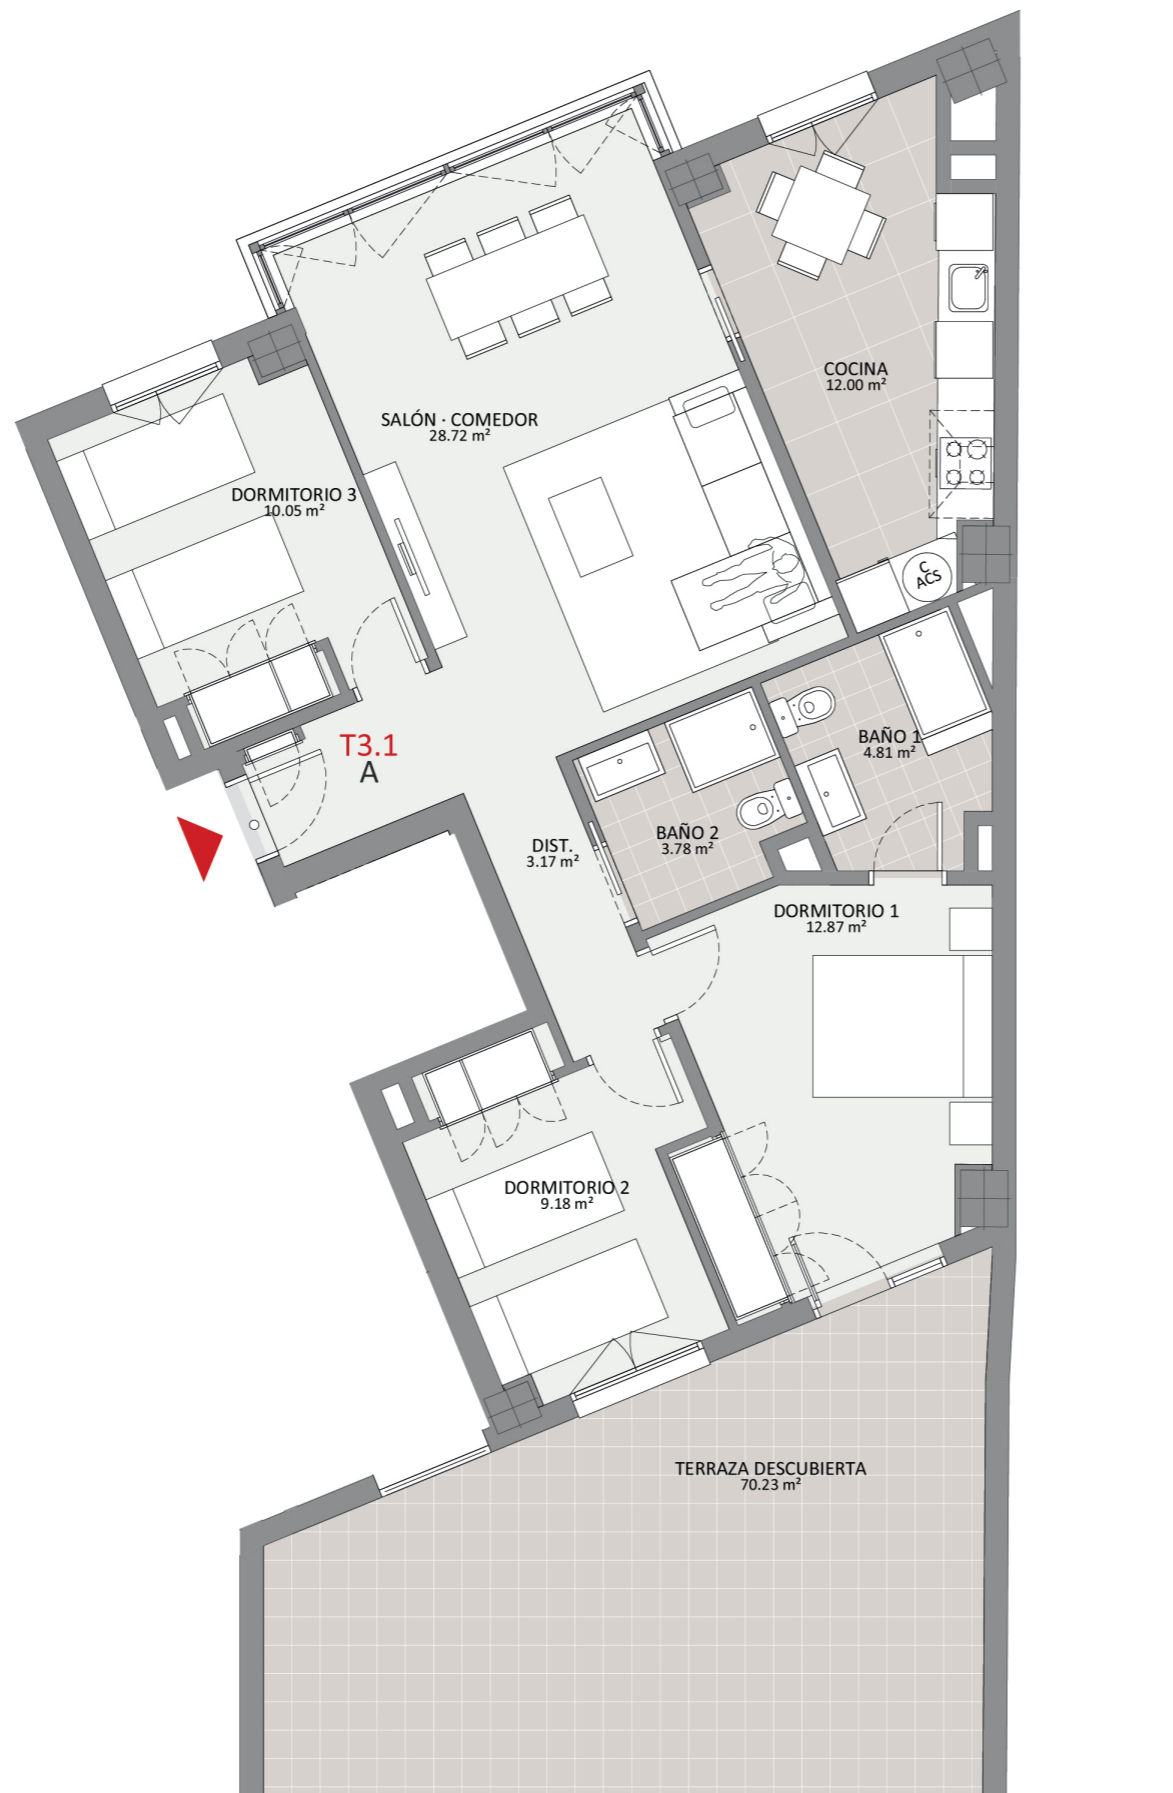 COCINA
12.00 m²
SALÓN · COMEDOR
28.72 m²
DORMITORIO 3
10.05 m²
C
ACS
T3.1
A
BAÑO 1
4.81 m²
BAÑO 2
3.78 m²
DIST.
3.17 m²
DORMITORIO 1
12.87 m²
DORMITORIO 2
9.18 m²
TERRAZA DESCUBIERTA
70.23 m²